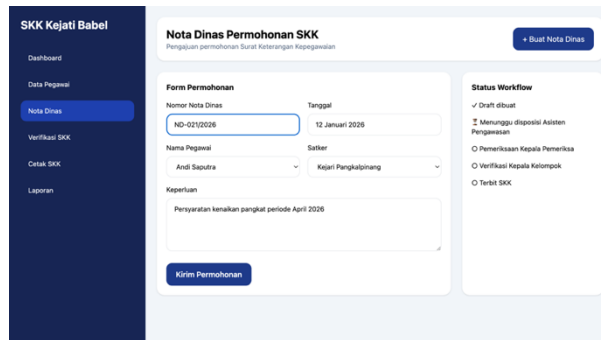 SKK Kejati Babel
Dashboard
Data Pegawai
Nota Dinas
Verifikasi SKK
Cetak SKK
Laporan
Nota Dinas Permohonan SKK
Pengajuan permohonan Surat Keterangan Kepegawaian
+ Buat Nota Dinas
Form Permohonan
Nomor Nota Dinas
Tanggal
ND-021/2026
12 Januari 2026
Nama Pegawai
Satker
Andi Saputra
Kejari Pangkalpinang
Keperluan
Persyaratan kenaikan pangkat periode April 2026
Kirim Permohonan
Status Workflow
✓ Draft dibuat
⏳ Menunggu disposisi Asisten
Pengawasan
○ Pemeriksaan Kepala Pemeriksa
○ Verifikasi Kepala Kelompok
○ Terbit SKK